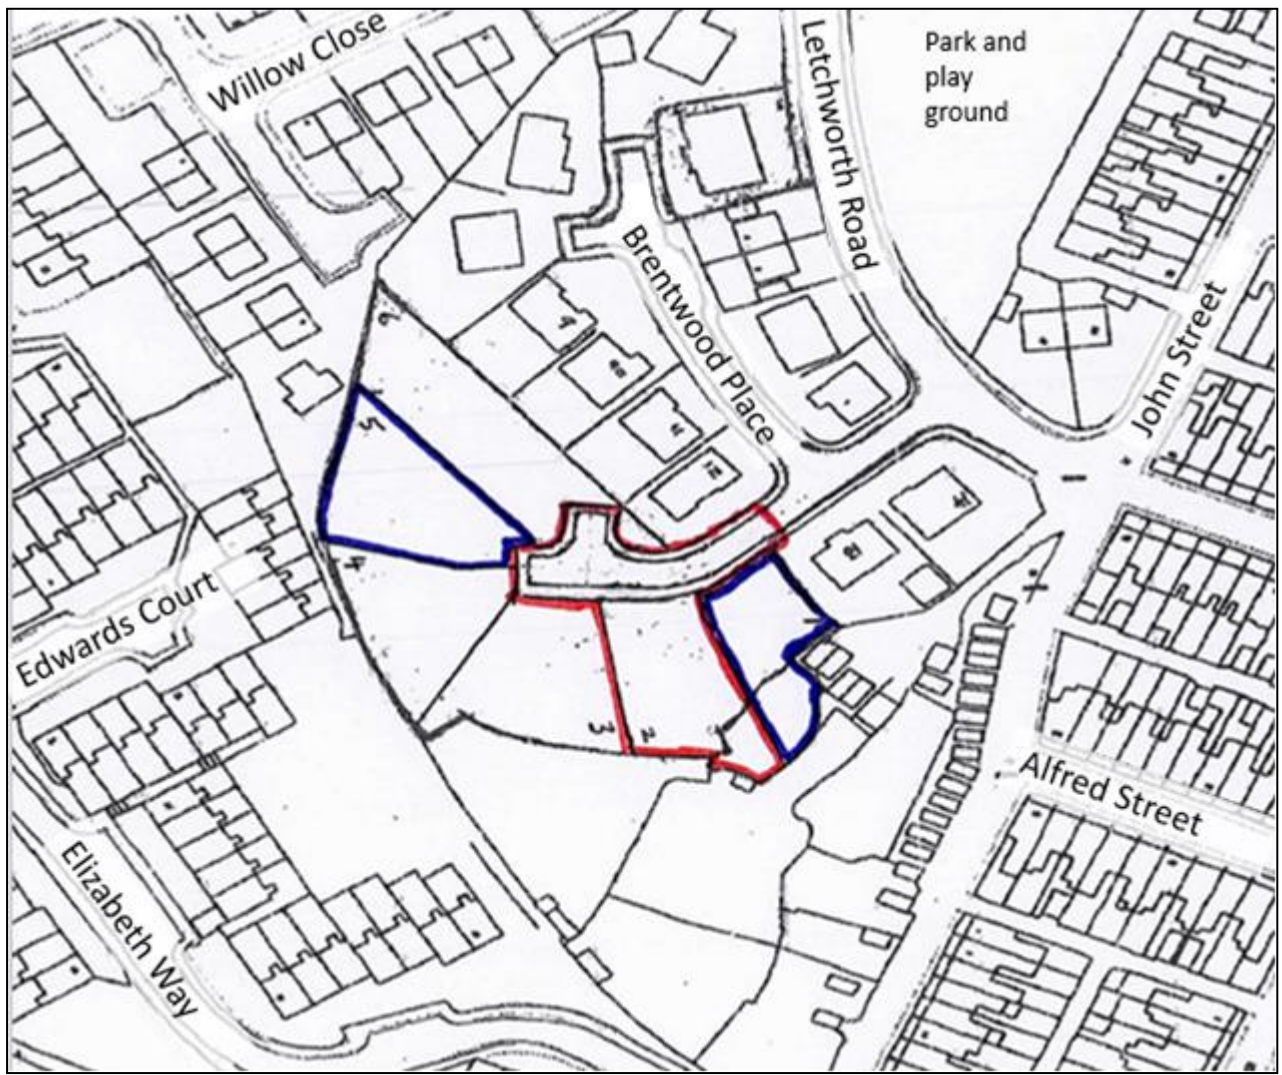 Willow Close
Letchworth Road
Park and
play
ground
Brentwood Place
John Street
6
5
4
3
2
Edwards Court
Alfred Street
Elizabeth Way